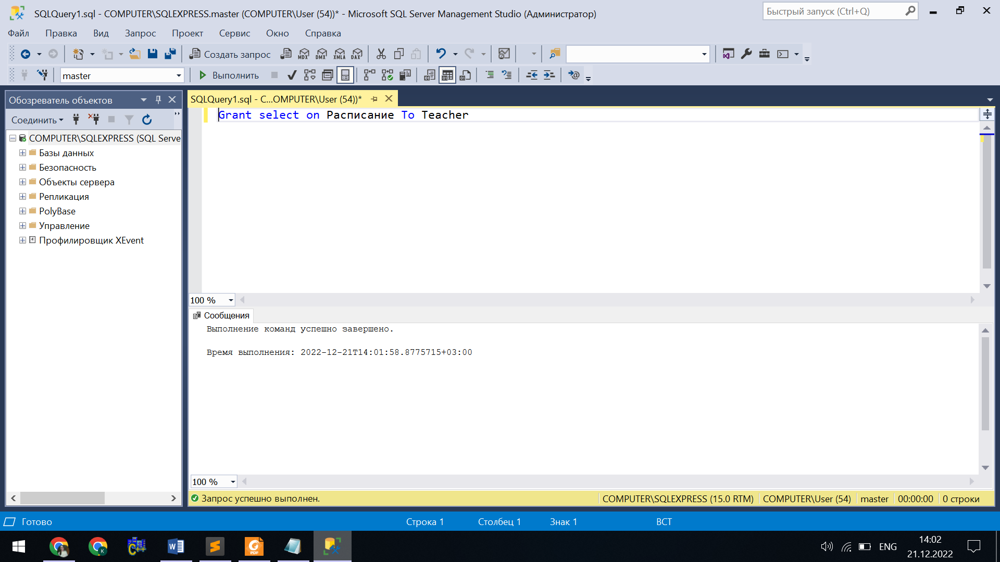 SQLQuery1.sql - COMPUTER\SQLEXPRESS.master (COMPUTER\User (54))* - Microsoft SQL Server Management Studio (Администратор)
Быстрый запуск (Ctrl+Q)
Файл Правка Вид Запрос Проект Сервис Окно Справка
Создать запрос MDX DMX XMLA DAX
master Выполнить
Обозреватель объектов
SQLQuery1.sql - C...OMPUTER\User (54))*
Соединить
Grant select on Расписание To Teacher
COMPUTER\SQLEXPRESS (SQL Serve
Базы данных
Безопасность
Объекты сервера
Репликация
PolyBase
Управление
Профилировщик XEvent
100 %
Сообщения
Выполнение команд успешно завершено.
Время выполнения: 2022-12-21T14:01:58.8775715+03:00
100 %
Запрос успешно выполнен. COMPUTER\SQLEXPRESS (15.0 RTM) COMPUTER\User (54) master 00:00:00 0 строки
Готово Строка 1 Столбец 1 Знак 1 ВСТ
K C++ W S PDF
ENG
14:02
21.12.2022